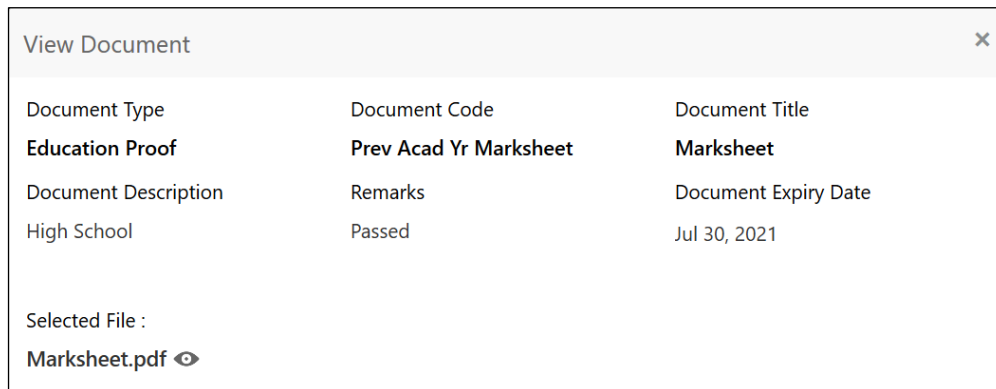 View Document ×
Document Type Document Code Document Title
Education Proof Prev Acad Yr Marksheet Marksheet
Document Description Remarks Document Expiry Date
High School Passed Jul 30, 2021
Selected File :
Marksheet.pdf